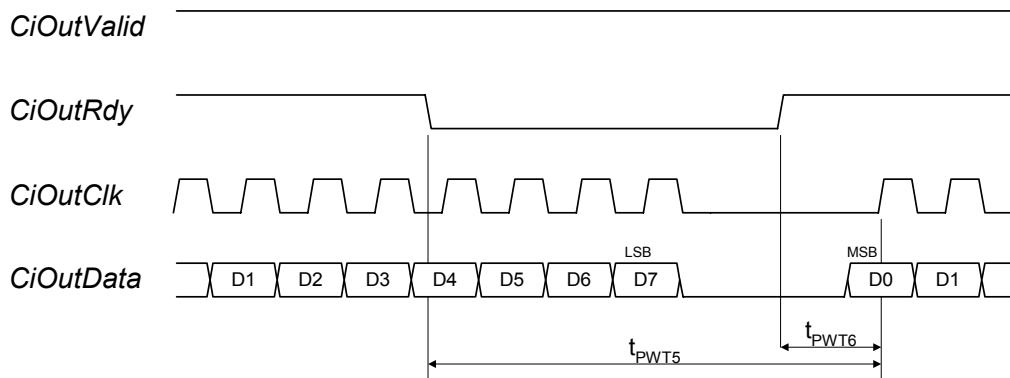 CiOutValid
CiOutRdy
CiOutClk
LSB MSB
CiOutData D1 D2 D3 D4 D5 D6 D7 D0 D1
tPWT6
tPWT5